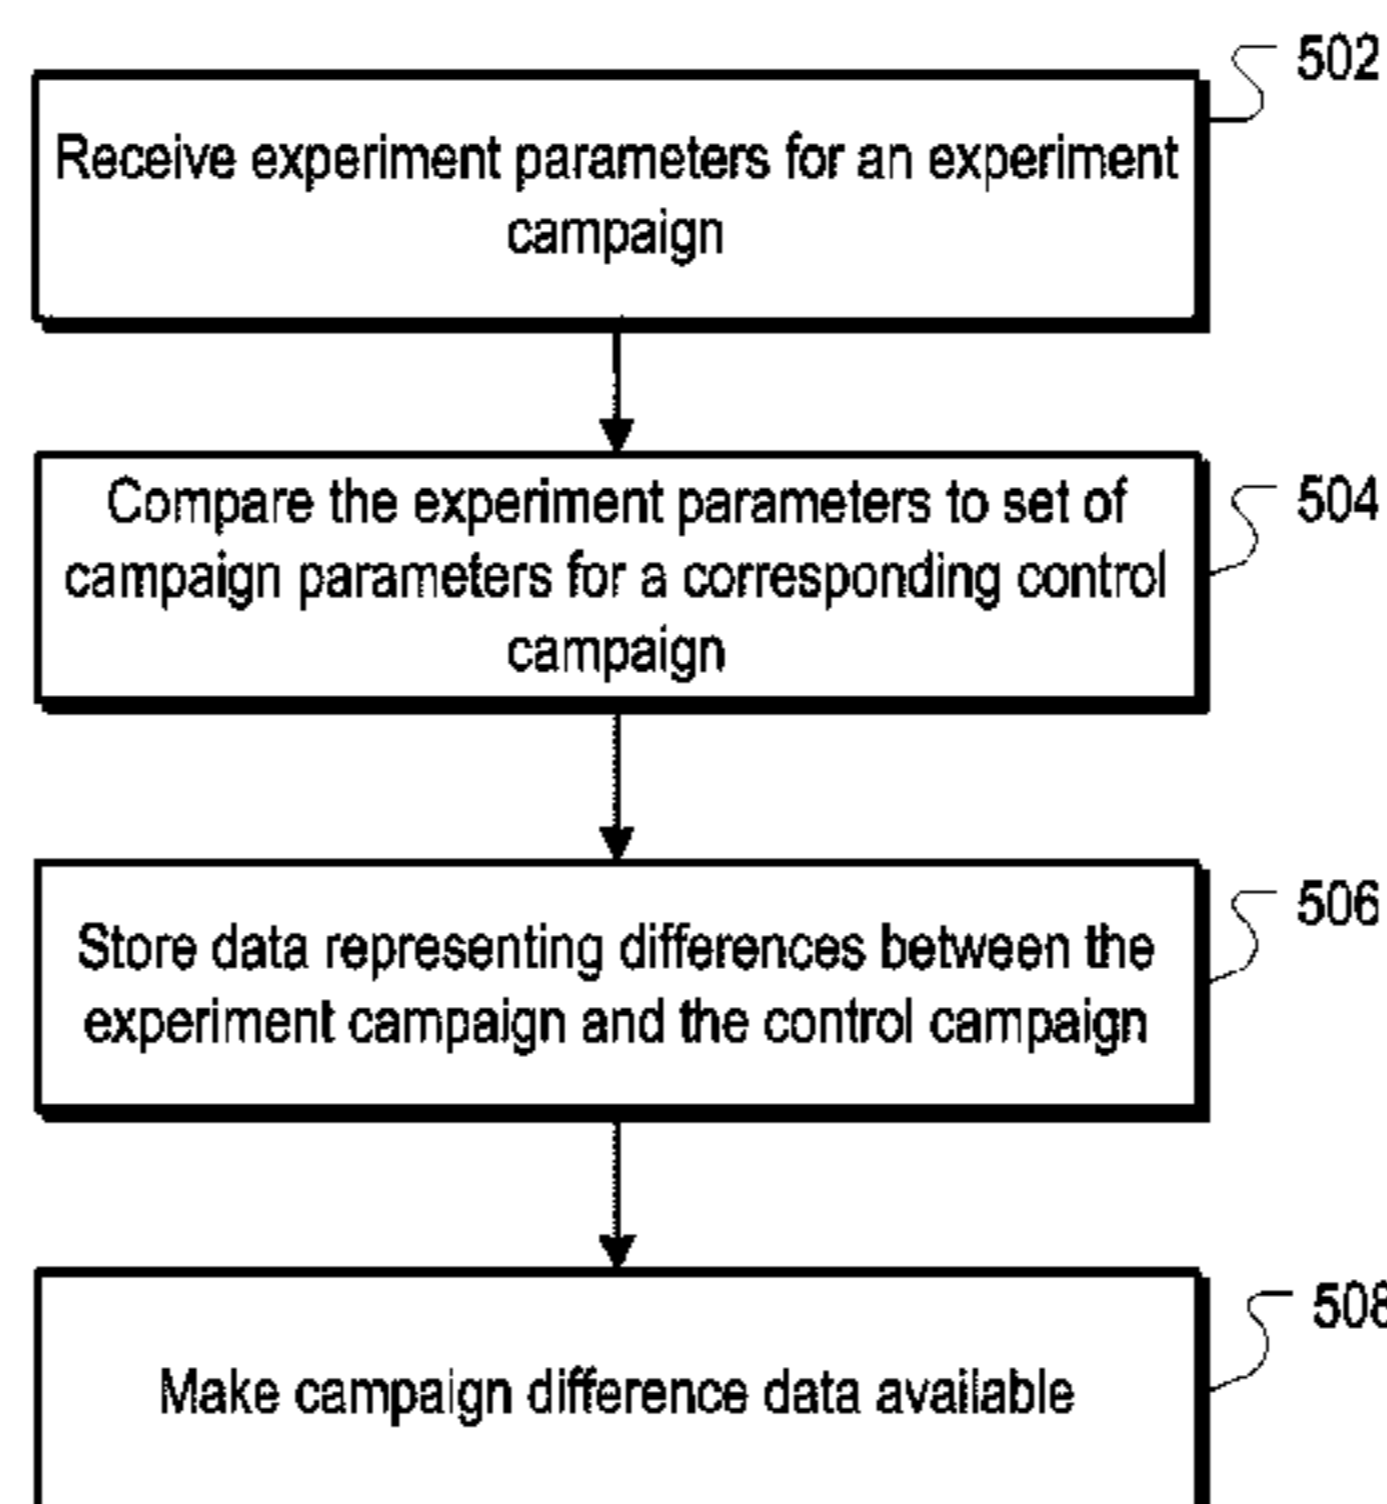 502
Receive experiment parameters for an experiment
campaign
504
Compare the experiment parameters to set of
campaign parameters for a corresponding control
campaign
506
Store data representing differences between the
experiment campaign and the control campaign
508
Make campaign difference data available